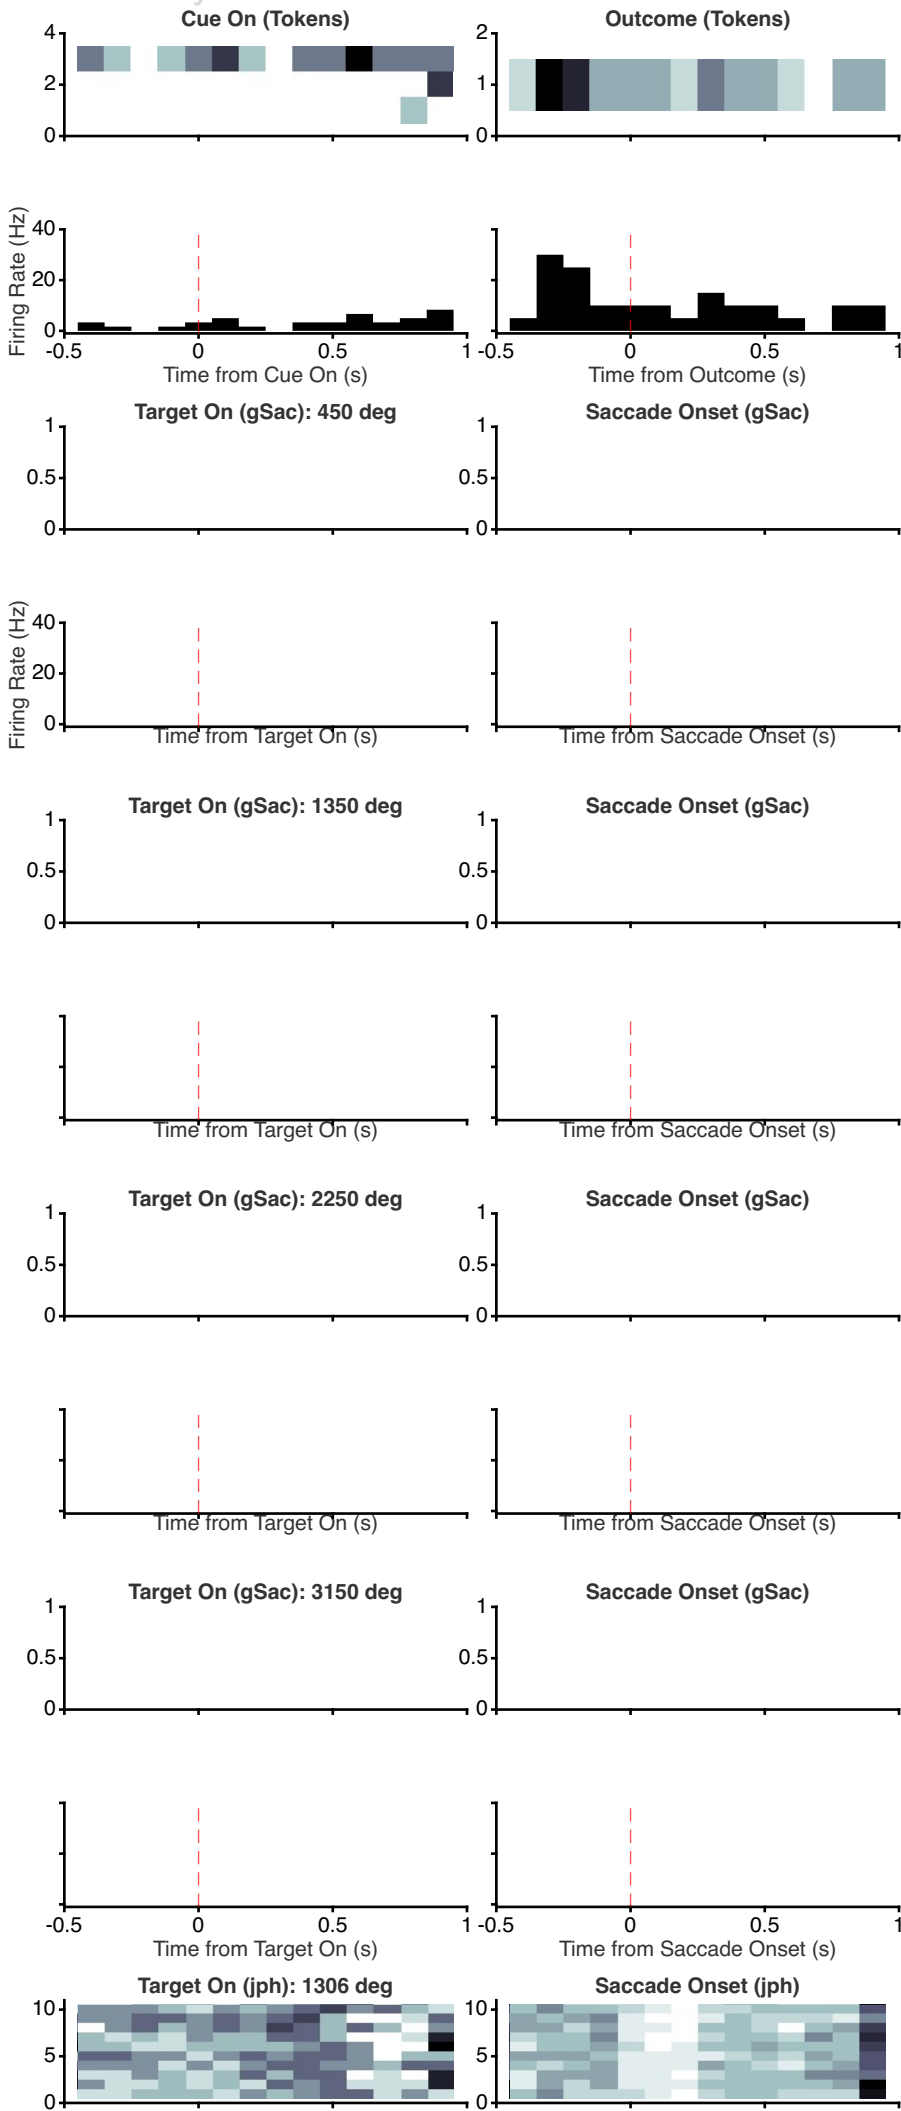 Cue On (Tokens) Outcome (Tokens)
4 2
2 1
0 0
Firing Rate (Hz)
40
20
0
-0.5 0 0.5 1 -0.5 0 0.5 1
Time from Cue On (s) Time from Outcome (s)
Target On (gSac): 450 deg Saccade Onset (gSac)
1 1
0.5 0.5
0 0
Firing Rate (Hz)
40
20
0
Time from Target On (s) Time from Saccade Onset (s)
Target On (gSac): 1350 deg Saccade Onset (gSac)
1 1
0.5 0.5
0 0
Time from Target On (s) Time from Saccade Onset (s)
Target On (gSac): 2250 deg Saccade Onset (gSac)
1 1
0.5 0.5
0 0
Time from Target On (s) Time from Saccade Onset (s)
Target On (gSac): 3150 deg Saccade Onset (gSac)
1 1
0.5 0.5
0 0
-0.5 0 0.5 1 -0.5 0 0.5 1
Time from Target On (s) Time from Saccade Onset (s)
Target On (jph): 1306 deg Saccade Onset (jph)
10 10
5 5
0 0